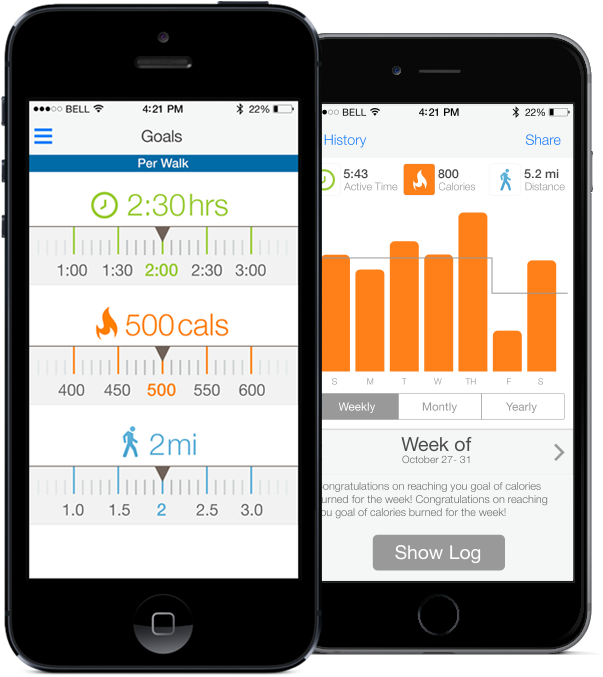 BELL 4:21 PM 22%
Goals
Per Walk
2:30hrs
1:00 1:30 2:00 2:30 3:00
500cals
400 450 500 550 600
2mi
1.0 1.5 2 2.5 3.0
BELL 4:21 PM 22%
History Share
5:43
Active Time
800
Calories
5.2 mi
Distance
S M T W TH F S
Weekly Montly Yearly
Week of
October 27- 31
ongratulations on reaching you goal of calories
urned for the week! Congratulations on reaching
ou goal of calories burned for the week!
Show Log